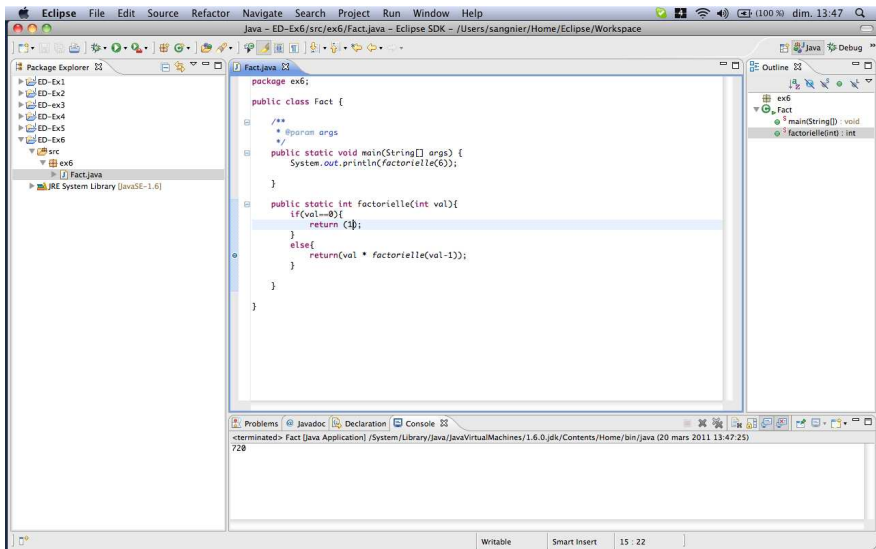 Eclipse File Edit Source Refactor Navigate Search Project Run Window Help (100 %) dim. 13:47
Java - ED-Ex6/src/ex6/Fact.java - Eclipse SDK - /Users/sangnier/Home/Eclipse/Workspace
Java Debug
Package Explorer
ED-Ex1
ED-Ex2
ED-ex3
ED-Ex4
ED-Ex5
ED-Ex6
src
ex6
Fact.java
JRE System Library [JavaSE-1.6]
Fact.java
package ex6;
public class Fact {
/**
* @param args
*/
public static void main(String[] args) {
System.out.println(factorielle(6));
}
public static int factorielle(int val){
if(val==0){
return (1);
}
else{
return(val * factorielle(val-1));
}
}
}
Outline
ex6
Fact
S main(String[]) : void
S factorielle(int) : int
Problems @ Javadoc Declaration Console
<terminated> Fact [Java Application] /System/Library/Java/JavaVirtualMachines/1.6.0.jdk/Contents/Home/bin/java (20 mars 2011 13:47:25)
720
Writable Smart Insert 15 : 22